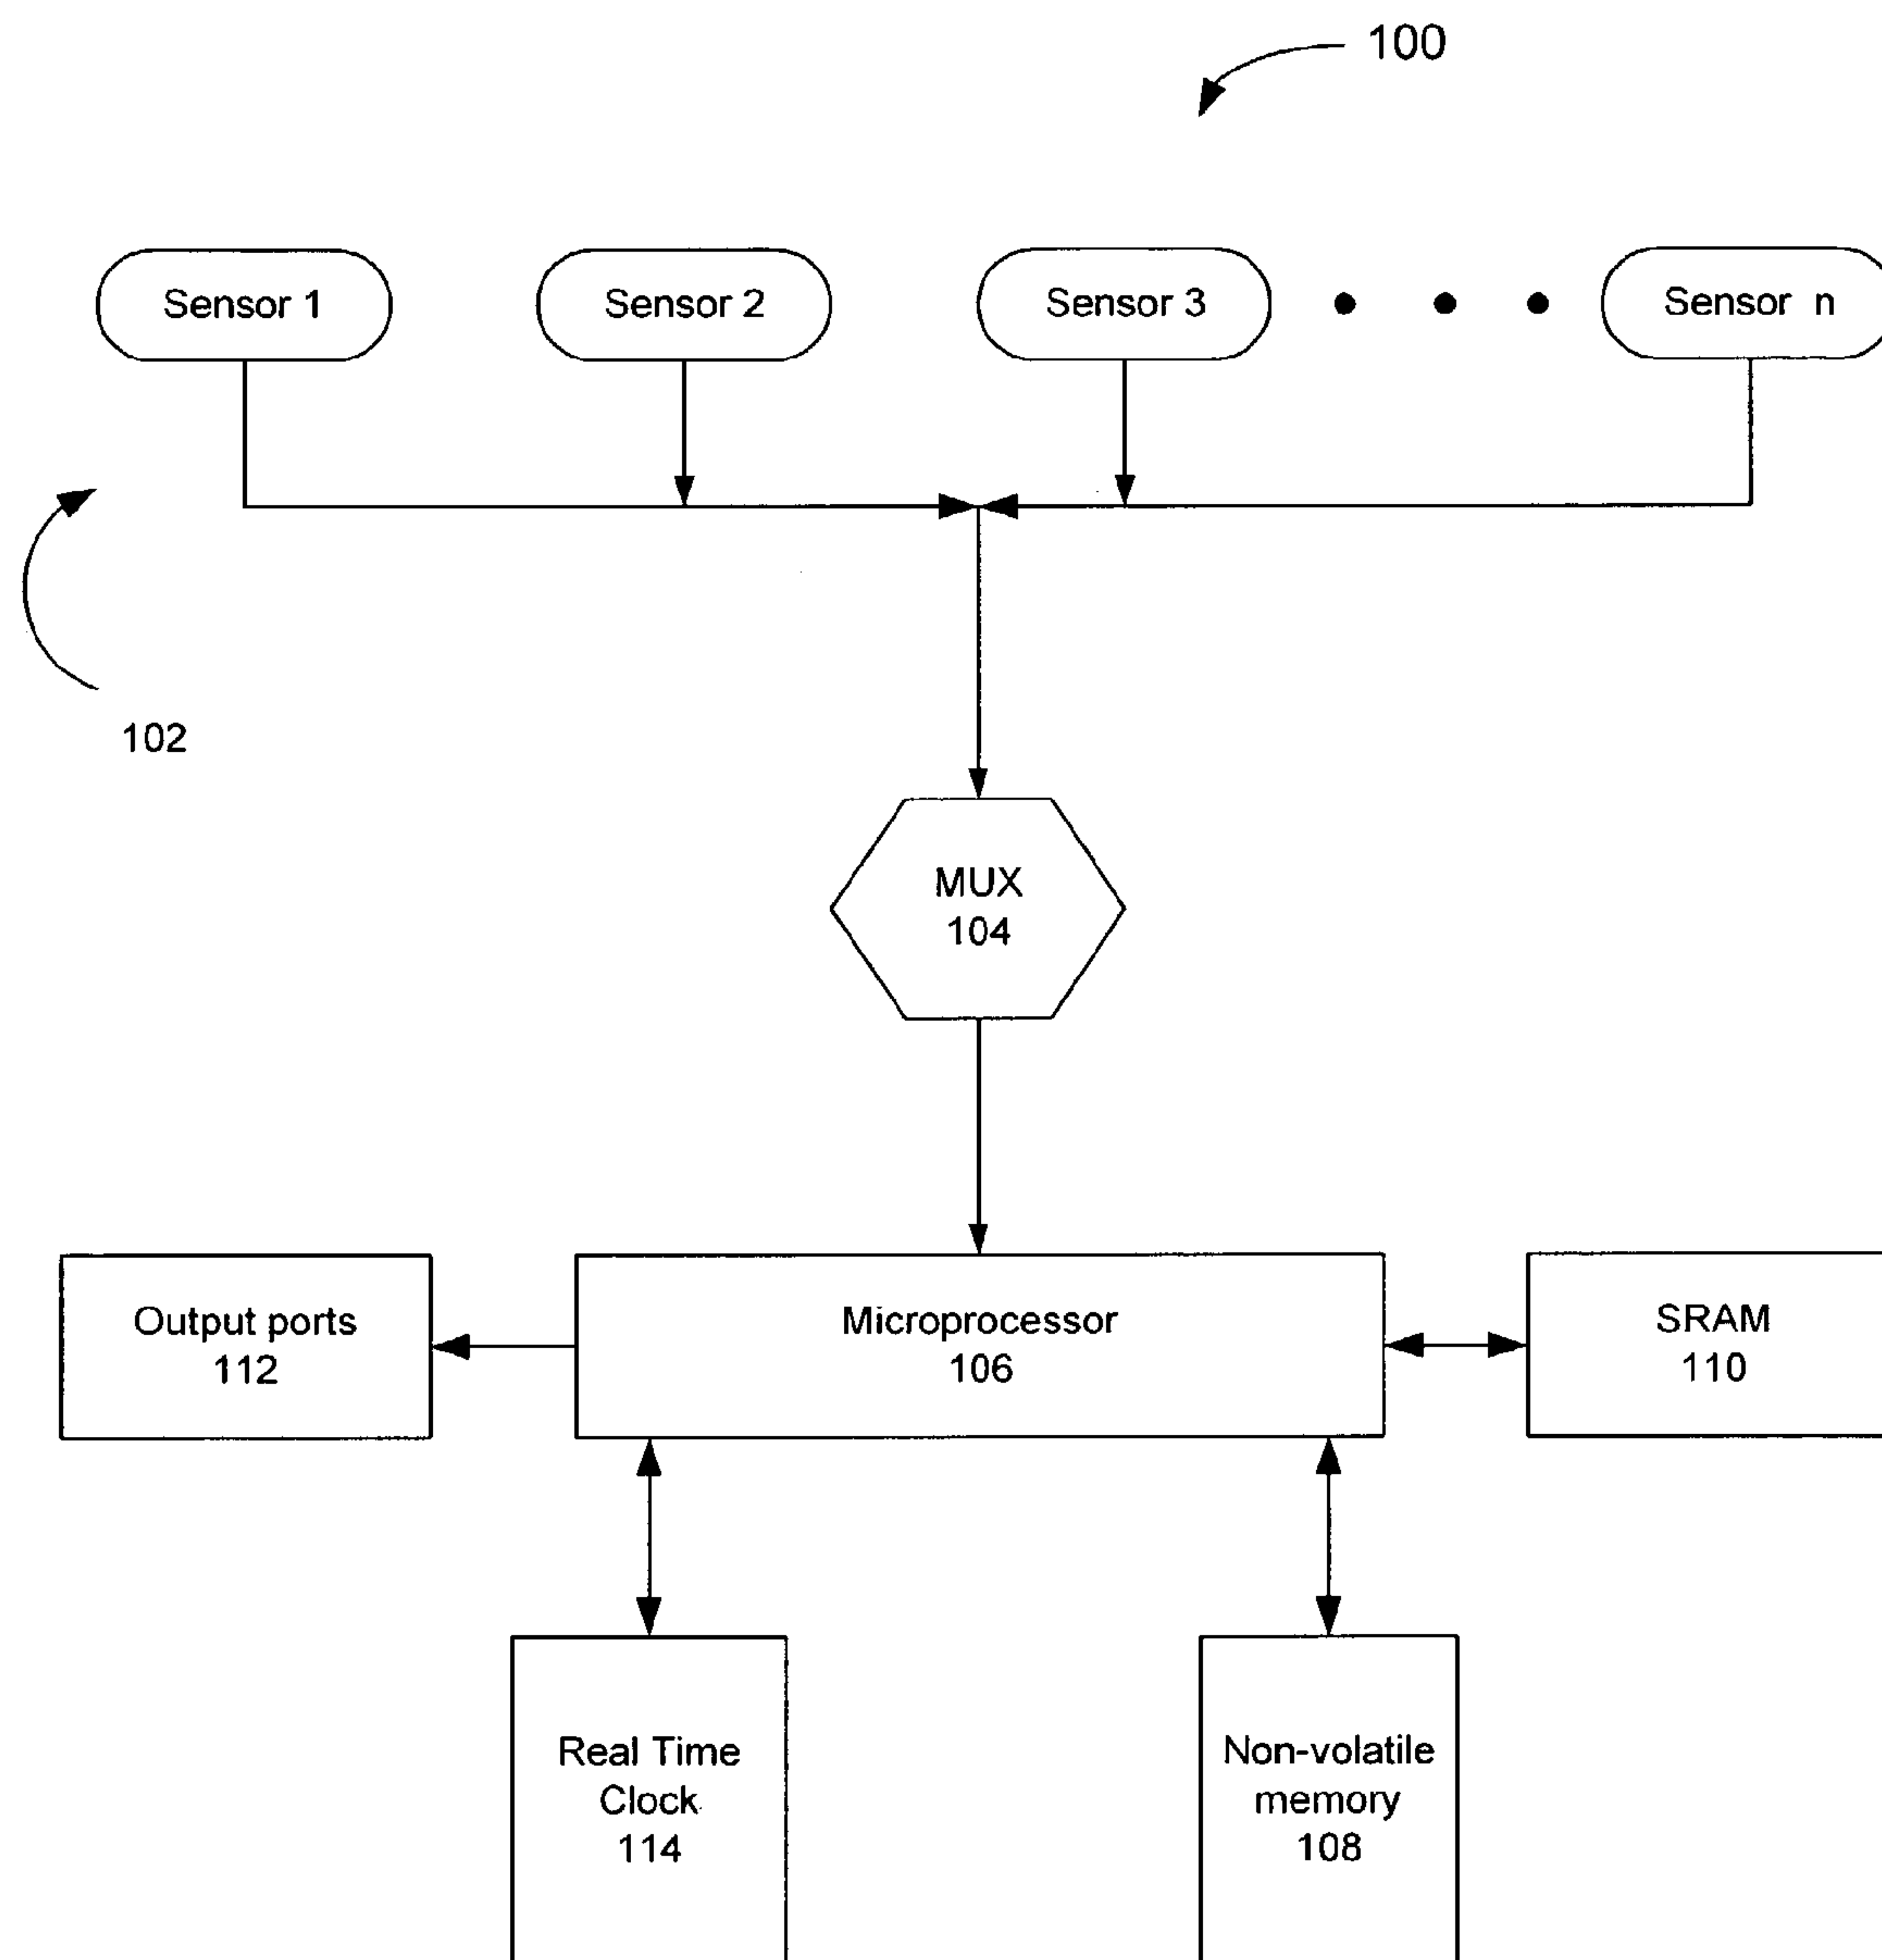 100
Sensor 1
Sensor 2
Sensor 3
Sensor n
102
MUX
104
Output ports
112
Microprocessor
106
SRAM
110
Real Time
Clock
114
Non-volatile
memory
108